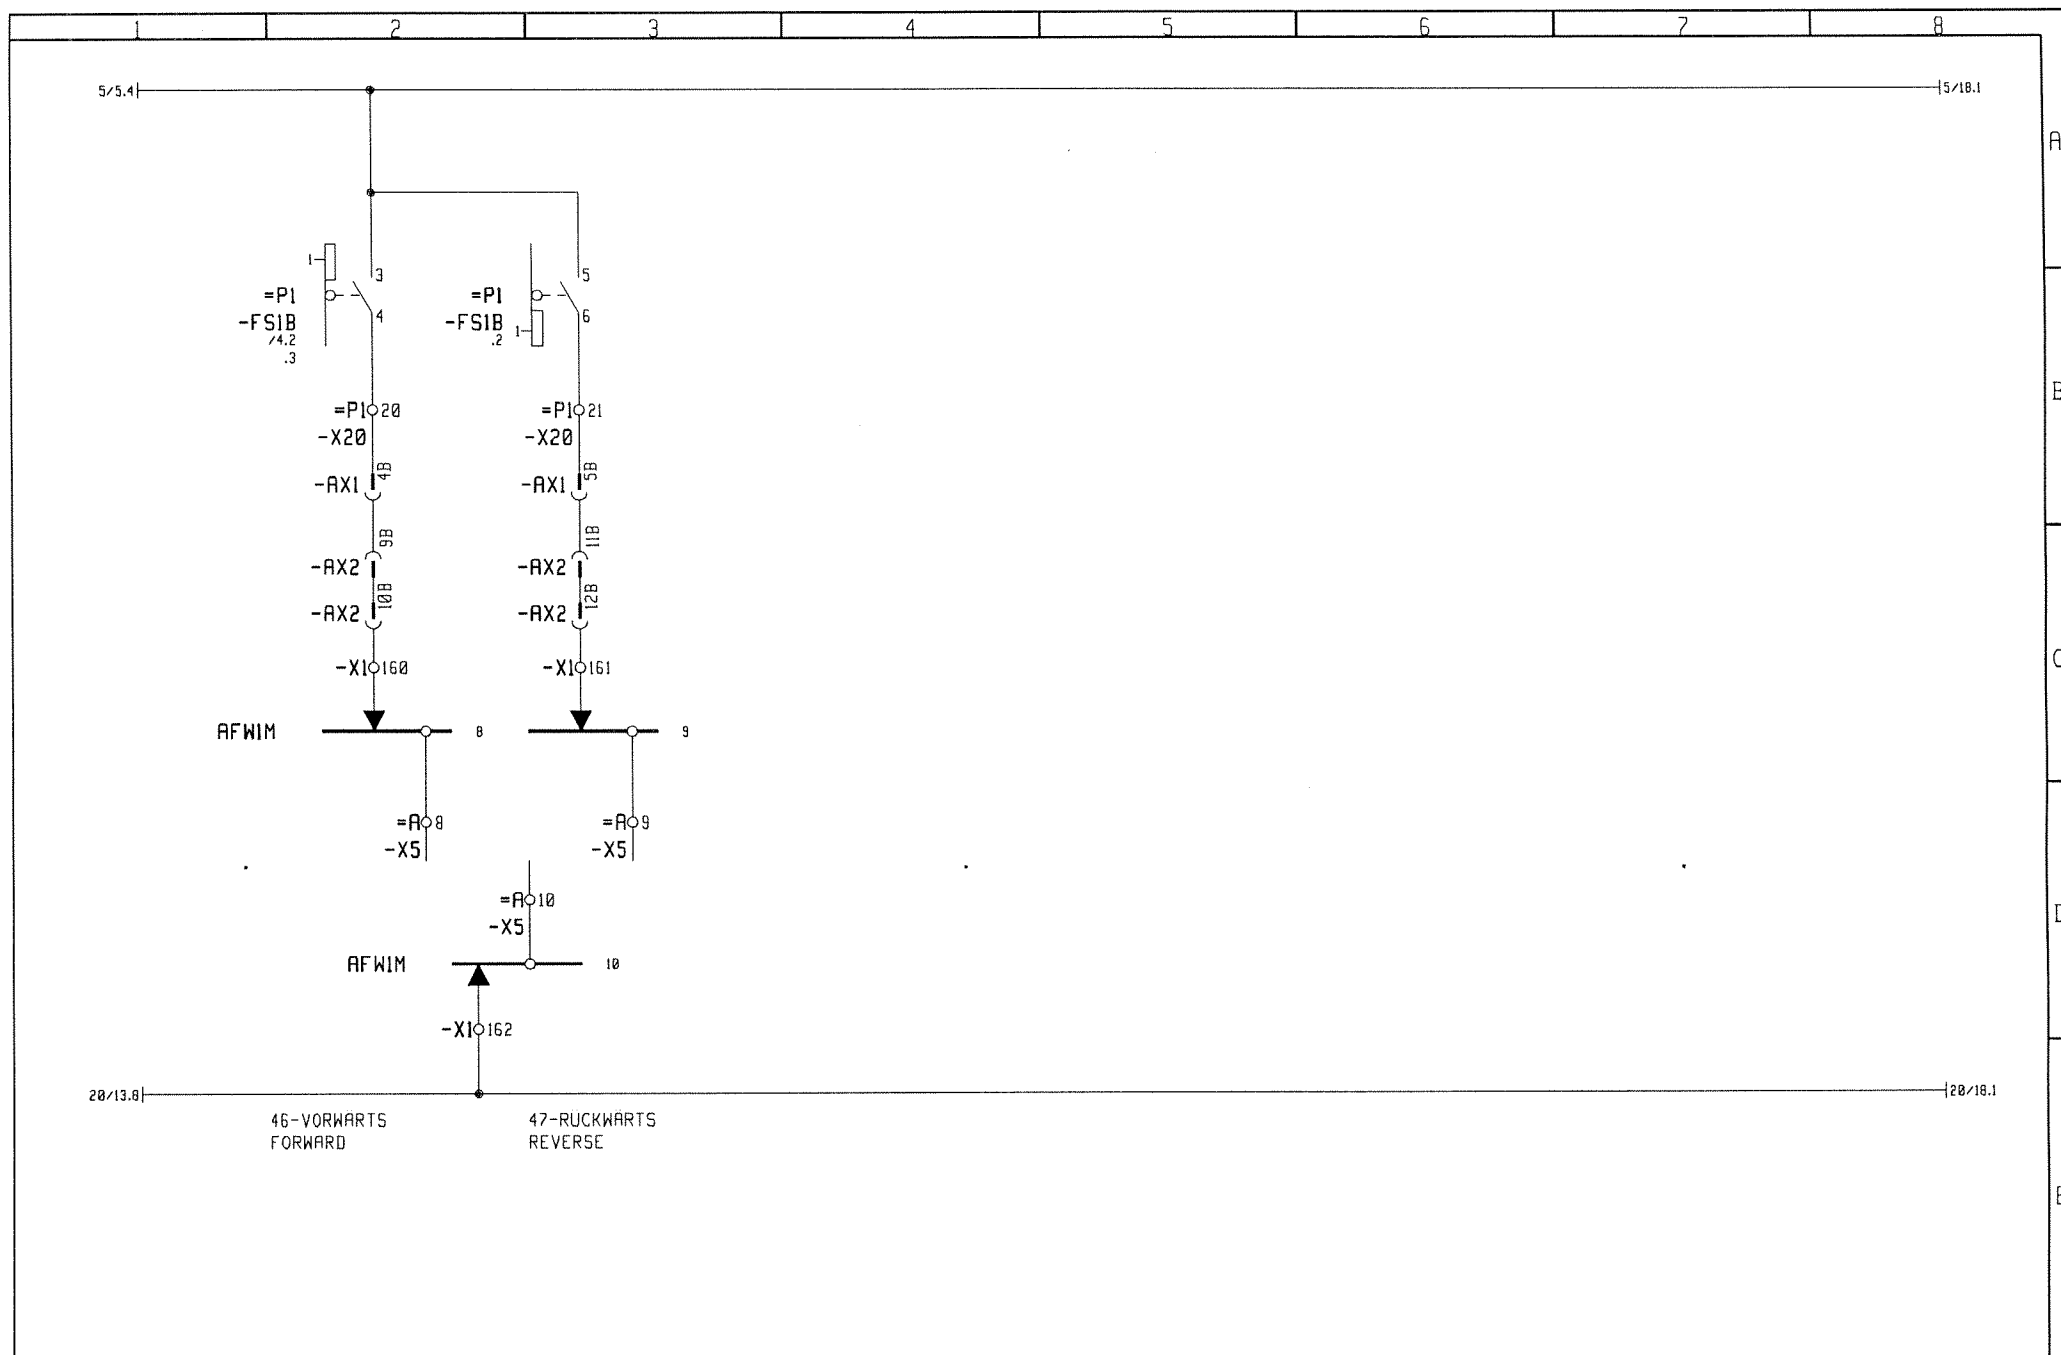 1 2 3 4 5 6 7 8
5/5.4 5/18.1
A
1 3
=P1 4
-FS1B
/4.2
.3
5
=P1 6
-FS1B
.2 1
B
=P1 20
-X20
=P1 21
-X20
-AX1 4B
-AX1 5B
9B
-AX2
11B
-AX2
10B
-AX2
12B
-AX2
-X1 160
-X1 161
C
AFW1M 8 9
=A 8
-X5
=A 9
-X5
=A 10
-X5
D
AFW1M 10
-X1 162
20/13.8 20/18.1
46-VORWÄRTS
FORWARD
47-RUCKWÄRTS
REVERSE
E